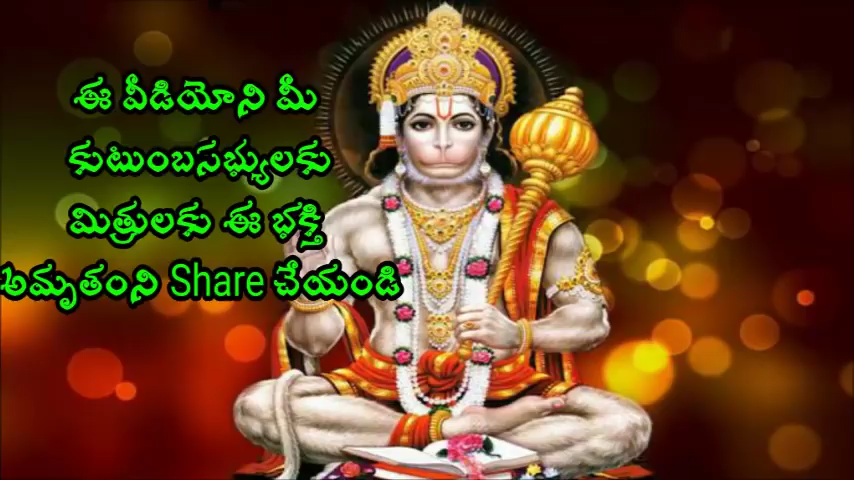 ఈ వీడియోని మీ
కుటుంబసభ్యులకు
మిత్రులకు ఈ భక్తి
అమృతంని Share చేయండి